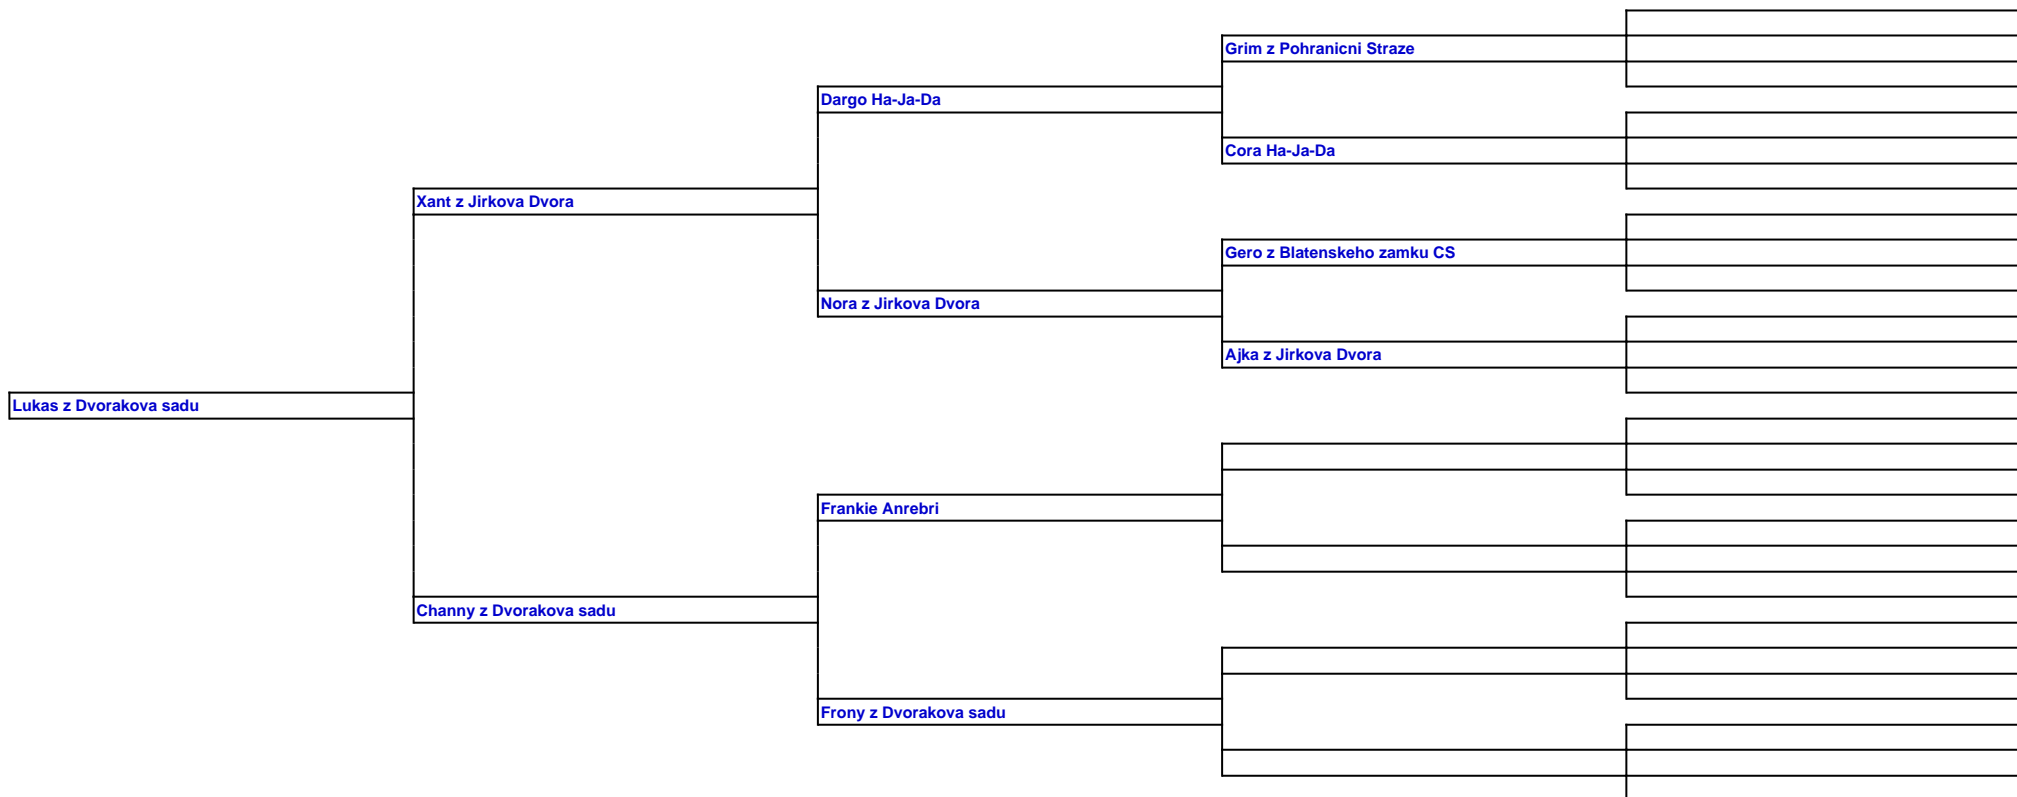 Grim z Pohranicni Straze
Dargo Ha-Ja-Da
Cora Ha-Ja-Da
Xant z Jirkova Dvora
Gero z Blatenskeho zamku CS
Nora z Jirkova Dvora
Ajka z Jirkova Dvora
Lukas z Dvorakova sadu
Frankie Anrebri
Channy z Dvorakova sadu
Frony z Dvorakova sadu